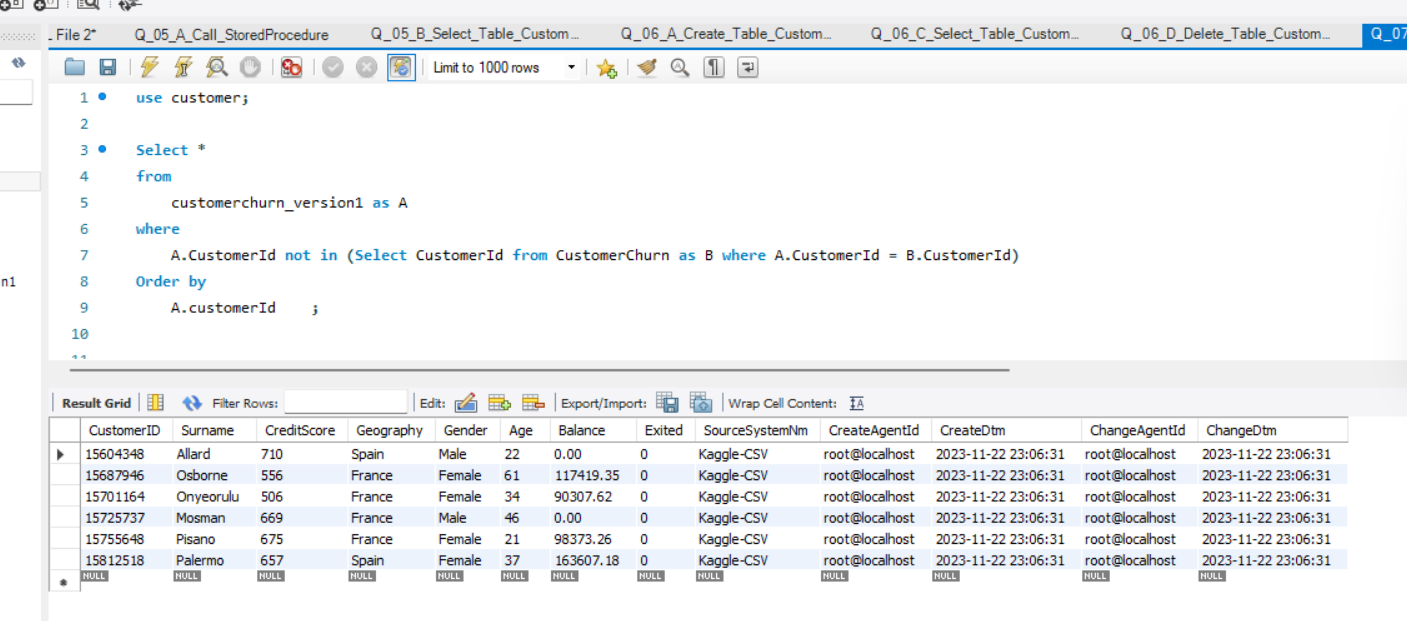 _ File 2* Q_05_A_Call_StoredProcedure Q_05_B_Select_Table_Custom... Q_06_A_Create_Table_Custom... Q_06_C_Select_Table_Custom... Q_06_D_Delete_Table_Custom... Q_07
Limit to 1000 rows
1 use customer;
2
3 Select *
4 from
5 customerchurn_version1 as A
6 where
7 A.CustomerId not in (Select CustomerId from CustomerChurn as B where A.CustomerId = B.CustomerId)
n1
8 Order by
9 A.customerId ;
10
11
Result Grid Filter Rows: Edit: Export/Import: Wrap Cell Content: IA
CustomerID Surname CreditScore Geography Gender Age Balance Exited SourceSystemNm CreateAgentId CreateDtm ChangeAgentId ChangeDtm
15604348 Allard 710 Spain Male 22 0.00 0 Kaggle-CSV root@localhost 2023-11-22 23:06:31 root@localhost 2023-11-22 23:06:31
15687946 Osborne 556 France Female 61 117419.35 0 Kaggle-CSV root@localhost 2023-11-22 23:06:31 root@localhost 2023-11-22 23:06:31
15701164 Onyeorulu 506 France Female 34 90307.62 0 Kaggle-CSV root@localhost 2023-11-22 23:06:31 root@localhost 2023-11-22 23:06:31
15725737 Mosman 669 France Male 46 0.00 0 Kaggle-CSV root@localhost 2023-11-22 23:06:31 root@localhost 2023-11-22 23:06:31
15755648 Pisano 675 France Female 21 98373.26 0 Kaggle-CSV root@localhost 2023-11-22 23:06:31 root@localhost 2023-11-22 23:06:31
15812518 Palermo 657 Spain Female 37 163607.18 0 Kaggle-CSV root@localhost 2023-11-22 23:06:31 root@localhost 2023-11-22 23:06:31
NULL NULL NULL NULL NULL NULL NULL NULL NULL NULL NULL NULL NULL